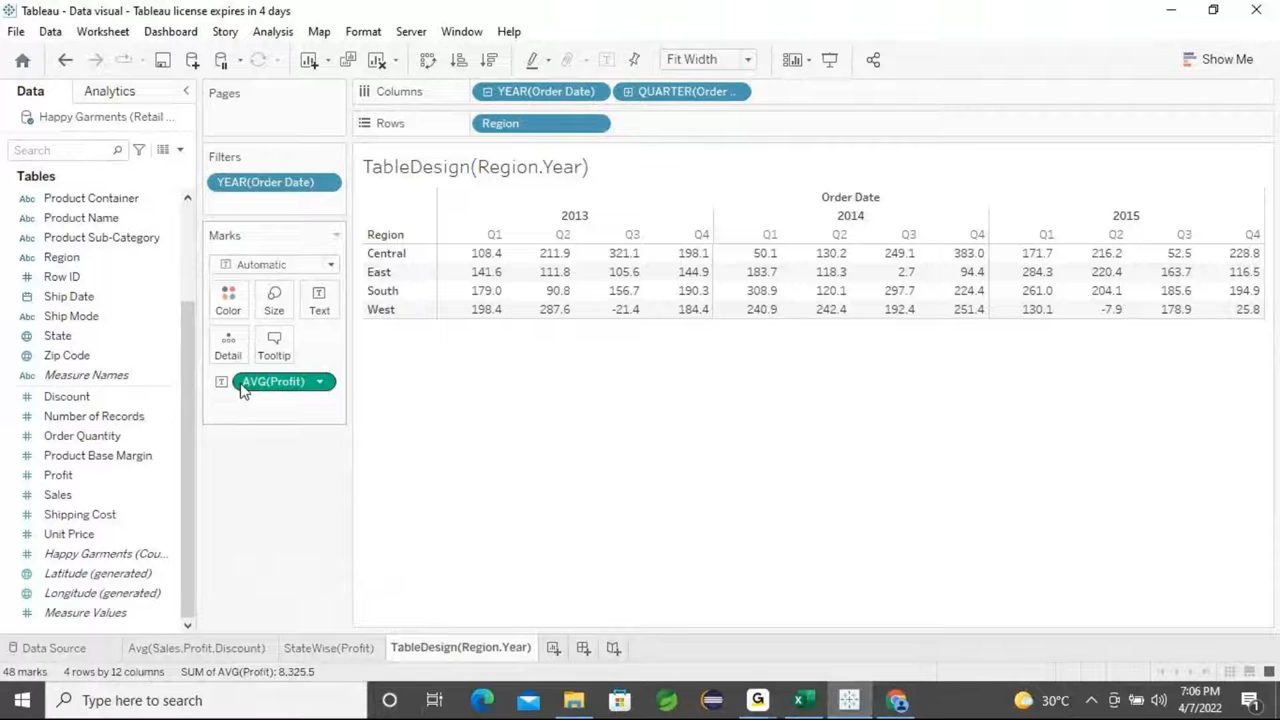 Tableau - Data visual - Tableau license expires in 4 days
File Data Worksheet Dashboard Story Analysis Map Format Server Window Help
Fit Width
Show Me
Data Analytics
Happy Garments (Retail ...
Search
Tables
Abc Product Container
Abc Product Name
Abc Product Sub-Category
Abc Region
Row ID
Ship Date
Abc Ship Mode
State
Zip Code
Abc Measure Names
Discount
Number of Records
Order Quantity
Product Base Margin
Profit
Sales
Shipping Cost
Unit Price
Happy Garments (Cou...
Latitude (generated)
Longitude (generated)
Measure Values
Pages
Filters
YEAR(Order Date)
Marks
Automatic
Color Size Text
Detail Tooltip
AVG(Profit)
Columns YEAR(Order Date) QUARTER(Order ..
Rows Region
TableDesign(Region.Year)
Order Date
2013 2014 2015
Region Q1 Q2 Q3 Q4 Q1 Q2 Q3 Q4 Q1 Q2 Q3 Q4
Central 108.4 211.9 321.1 198.1 50.1 130.2 249.1 383.0 171.7 216.2 52.5 228.8
East 141.6 111.8 105.6 144.9 183.7 118.3 2.7 94.4 284.3 220.4 163.7 116.5
South 179.0 90.8 156.7 190.3 308.9 120.1 297.7 224.4 261.0 204.1 185.6 194.9
West 198.4 287.6 -21.4 184.4 240.9 242.4 192.4 251.4 130.1 -7.9 178.9 25.8
Data Source Avg(Sales.Profit.Discount) StateWise(Profit) TableDesign(Region.Year)
48 marks 4 rows by 12 columns SUM of AVG(Profit): 8,325.5
Type here to search
30°C
7:06 PM
4/7/2022